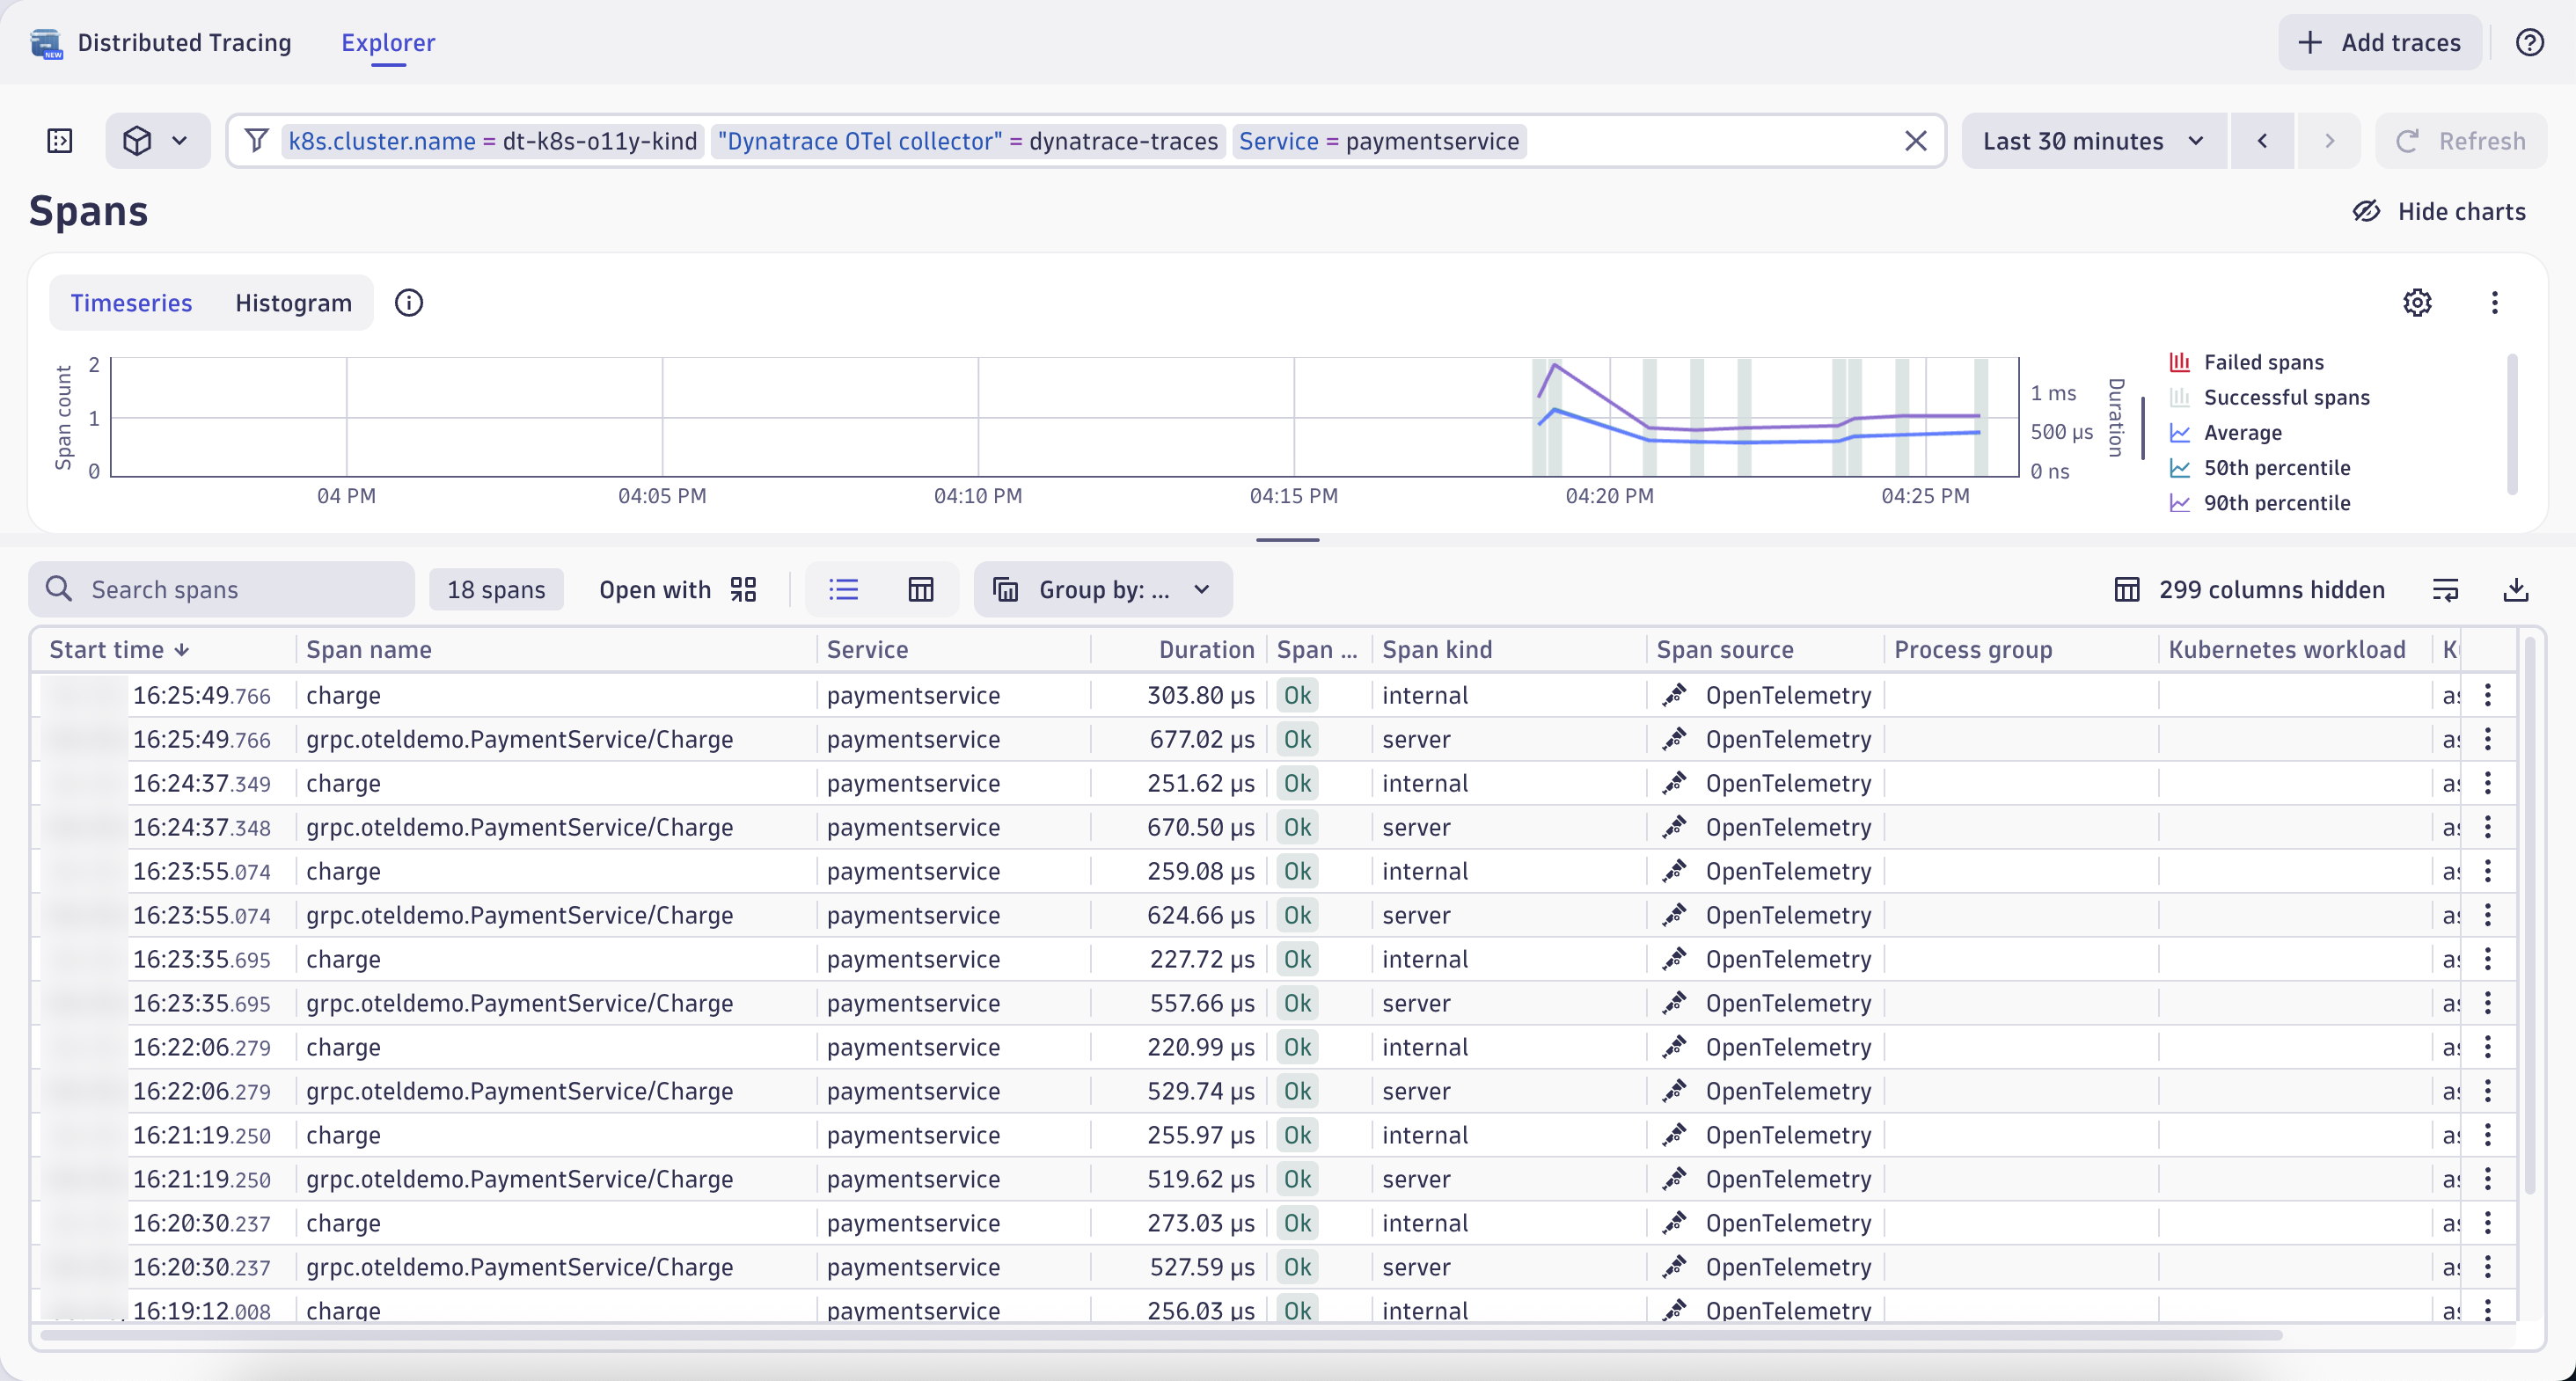 Distributed Tracing Explorer Add traces
NEW
k8s.cluster.name = dt-k8s-o11y-kind "Dynatrace OTel collector" = dynatrace-traces Service = paymentservice Last 30 minutes Refresh
Spans Hide charts
Timeseries Histogram
Span count
2
1
0
04 PM 04:05 PM 04:10 PM 04:15 PM 04:20 PM 04:25 PM
1 ms
500 µs
0 ns
Duration
Failed spans
Successful spans
Average
50th percentile
90th percentile
Search spans 18 spans Open with Group by: ... 299 columns hidden
Start time Span name Service Duration Span ... Span kind Span source Process group Kubernetes workload
16:25:49.766 charge paymentservice 303.80 µs Ok internal OpenTelemetry
16:25:49.766 grpc.oteldemo.PaymentService/Charge paymentservice 677.02 µs Ok server OpenTelemetry
16:24:37.349 charge paymentservice 251.62 µs Ok internal OpenTelemetry
16:24:37.348 grpc.oteldemo.PaymentService/Charge paymentservice 670.50 µs Ok server OpenTelemetry
16:23:55.074 charge paymentservice 259.08 µs Ok internal OpenTelemetry
16:23:55.074 grpc.oteldemo.PaymentService/Charge paymentservice 624.66 µs Ok server OpenTelemetry
16:23:35.695 charge paymentservice 227.72 µs Ok internal OpenTelemetry
16:23:35.695 grpc.oteldemo.PaymentService/Charge paymentservice 557.66 µs Ok server OpenTelemetry
16:22:06.279 charge paymentservice 220.99 µs Ok internal OpenTelemetry
16:22:06.279 grpc.oteldemo.PaymentService/Charge paymentservice 529.74 µs Ok server OpenTelemetry
16:21:19.250 charge paymentservice 255.97 µs Ok internal OpenTelemetry
16:21:19.250 grpc.oteldemo.PaymentService/Charge paymentservice 519.62 µs Ok server OpenTelemetry
16:20:30.237 charge paymentservice 273.03 µs Ok internal OpenTelemetry
16:20:30.237 grpc.oteldemo.PaymentService/Charge paymentservice 527.59 µs Ok server OpenTelemetry
16:19:12.008 charge paymentservice 256.03 µs Ok internal OpenTelemetry